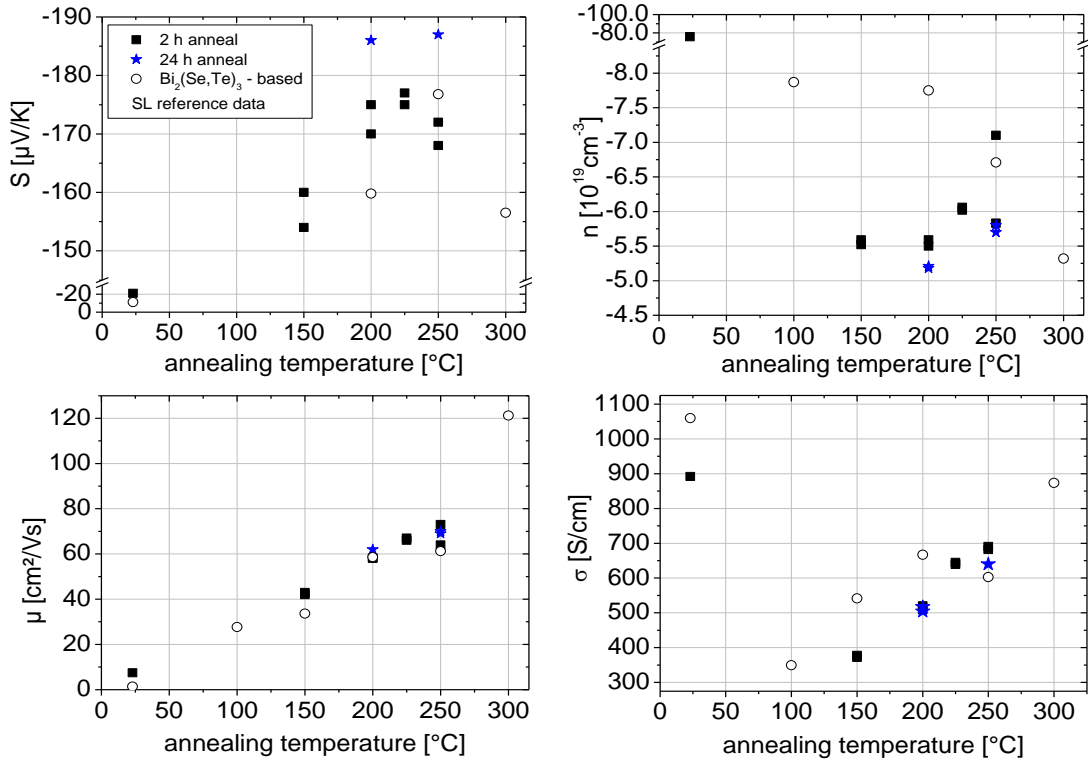 -190
-180
-170
-160
-150
-20
0
S [µV/K]
2 h anneal
24 h anneal
Bi₂(Se,Te)₃ - based
SL reference data
0 50 100 150 200 250 300
annealing temperature [°C]
-100.0
-80.0
-8.0
-7.5
-7.0
-6.5
-6.0
-5.5
-5.0
-4.5
n [10¹⁹cm⁻³]
0 50 100 150 200 250 300
annealing temperature [°C]
120
100
80
60
40
20
0
µ [cm²/Vs]
0 50 100 150 200 250 300
annealing temperature [°C]
1100
1000
900
800
700
600
500
400
300
σ [S/cm]
0 50 100 150 200 250 300
annealing temperature [°C]